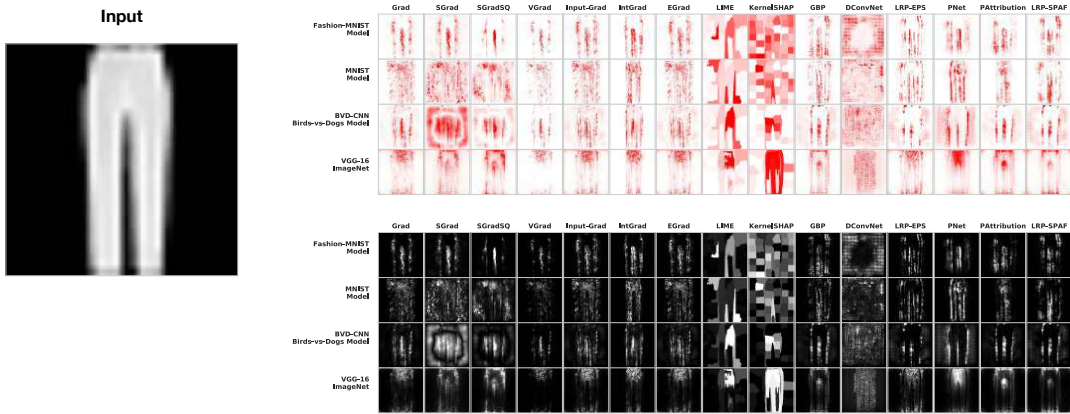 Input
Grad SGrad SGradSQ VGrad Input-Grad IntGrad EGrad LIME KernelSHAP GBP DConvNet LRP-EPS PNet PAttribution LRP-SPAF
Fashion-MNIST
Model
MNIST
Model
BVD-CNN
Birds-vs-Dogs Model
VGG-16
ImageNet
Grad SGrad SGradSQ VGrad Input-Grad IntGrad EGrad LIME KernelSHAP GBP DConvNet LRP-EPS PNet PAttribution LRP-SPAF
Fashion-MNIST
Model
MNIST
Model
BVD-CNN
Birds-vs-Dogs Model
VGG-16
ImageNet